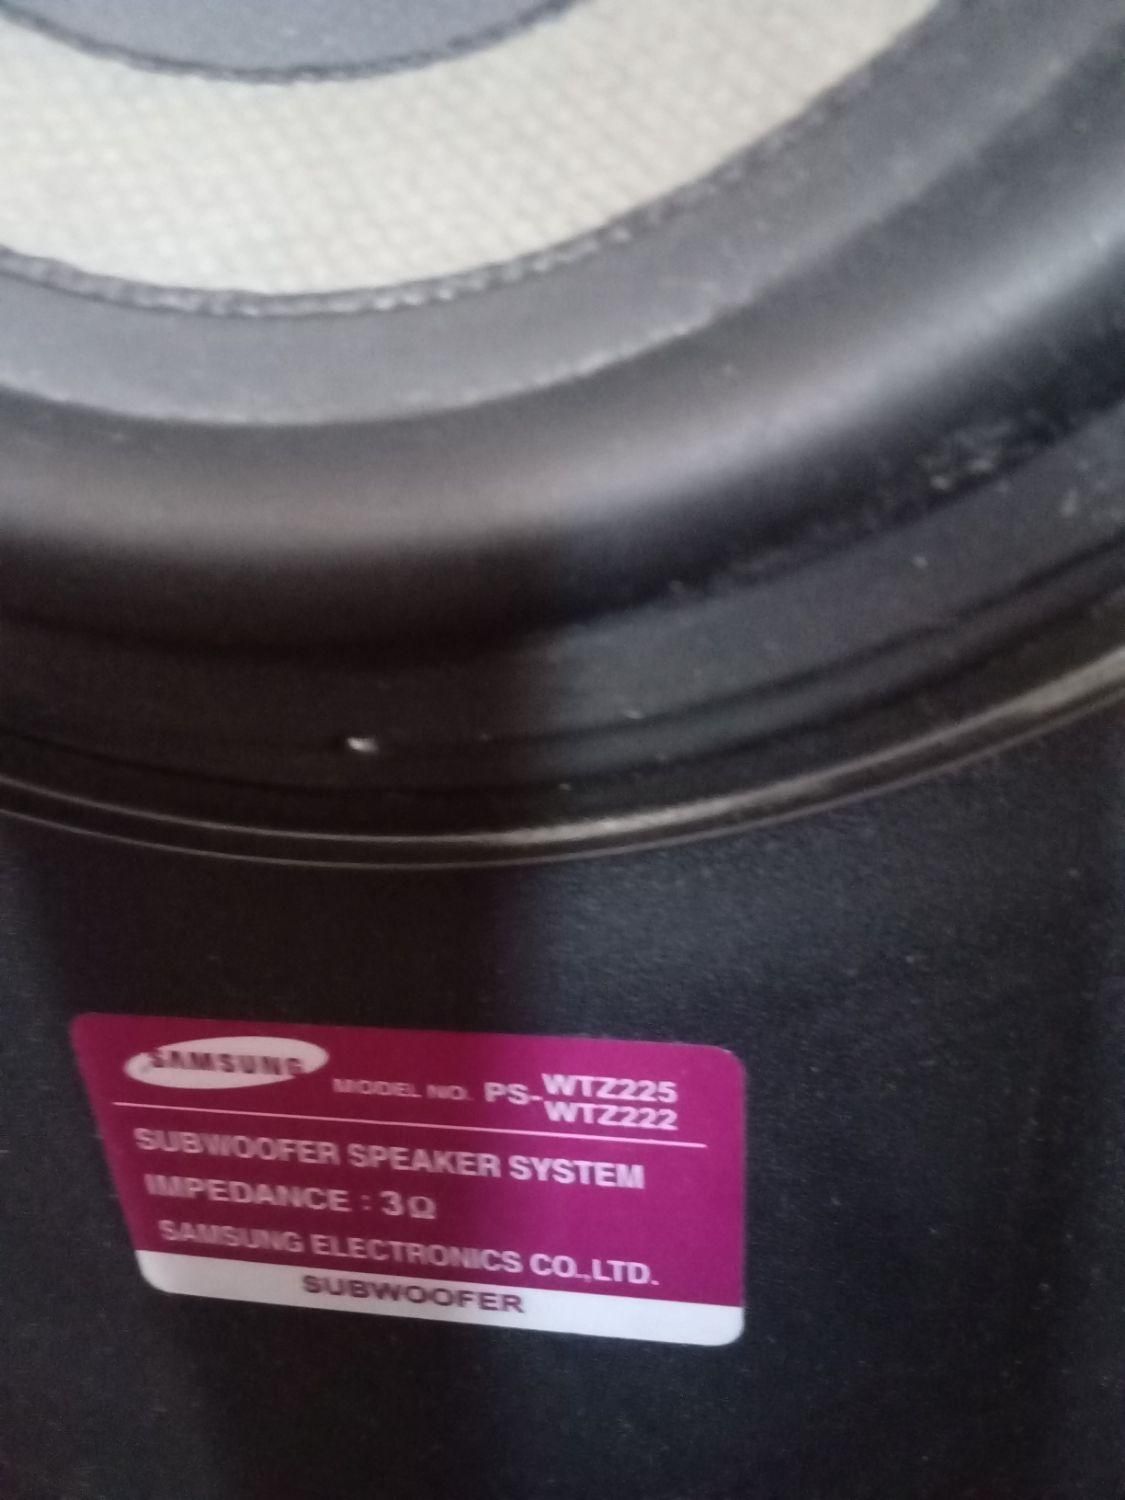 SAMSUNG
MODEL NO. PS-WTZ225
WTZ222
SUBWOOFER SPEAKER SYSTEM
IMPEDANCE : 3Ω
SAMSUNG ELECTRONICS CO.,LTD.
SUBWOOFER